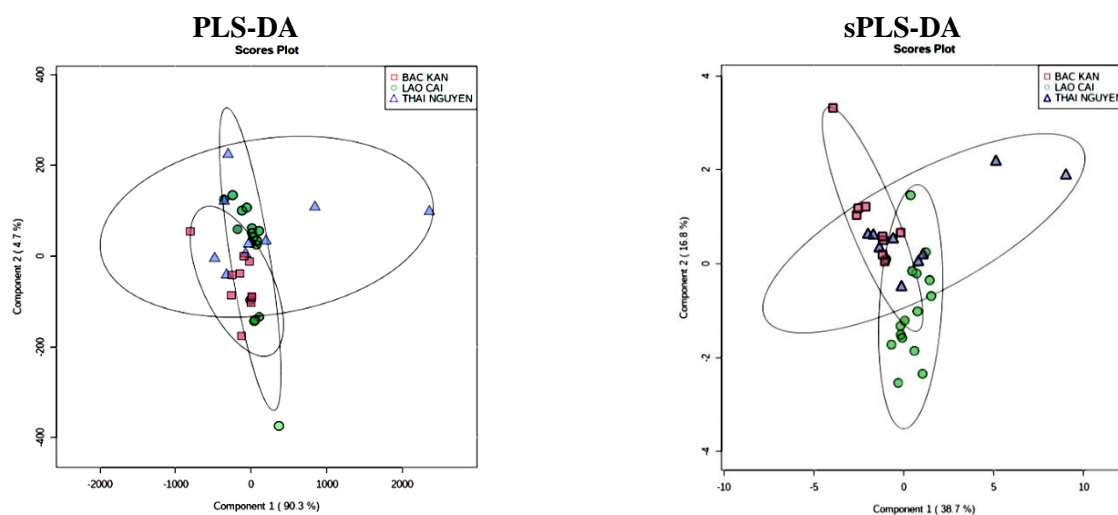 PLS-DA
Scores Plot
BAC KAN
LAO CAI
THAI NGUYEN
Component 2 ( 4.7 %)
400
200
0
200
400
-2000
-1000
0
1000
2000
Component 1 ( 90.3 %)
sPLS-DA
Scores Plot
BAC KAN
LAO CAI
THAI NGUYEN
Component 2 ( 16.8 %)
4
2
0
-2
-4
-10
-5
0
5
10
Component 1 ( 38.7 %)